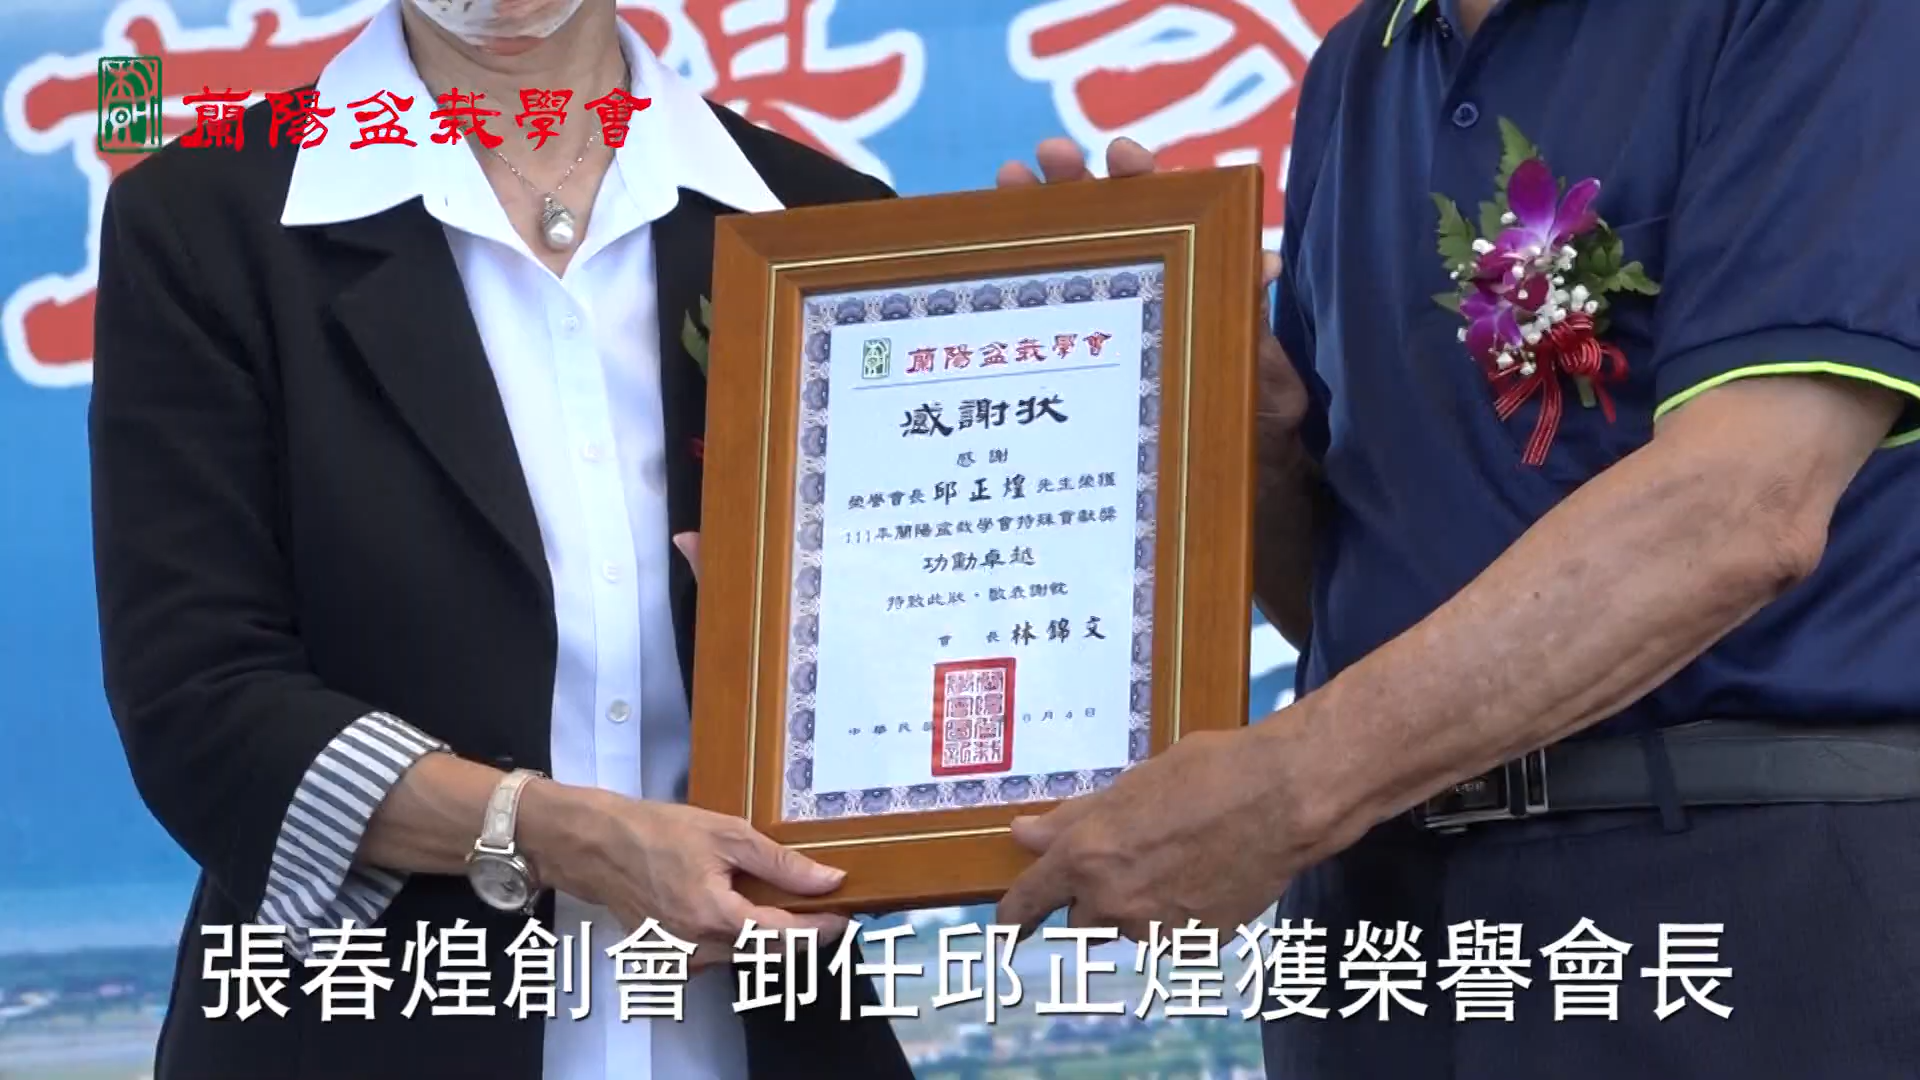 蘭陽盆栽學會
蘭陽盆栽學會
感謝狀
感謝
榮譽會長邱正煌先生榮獲
111年蘭陽盆栽學會特殊貢獻獎
功勳卓越
特致此狀。敬表謝忱
會 長 林錦文
中華民國
6月4日
張春煌創會 卸任邱正煌獲榮譽會長